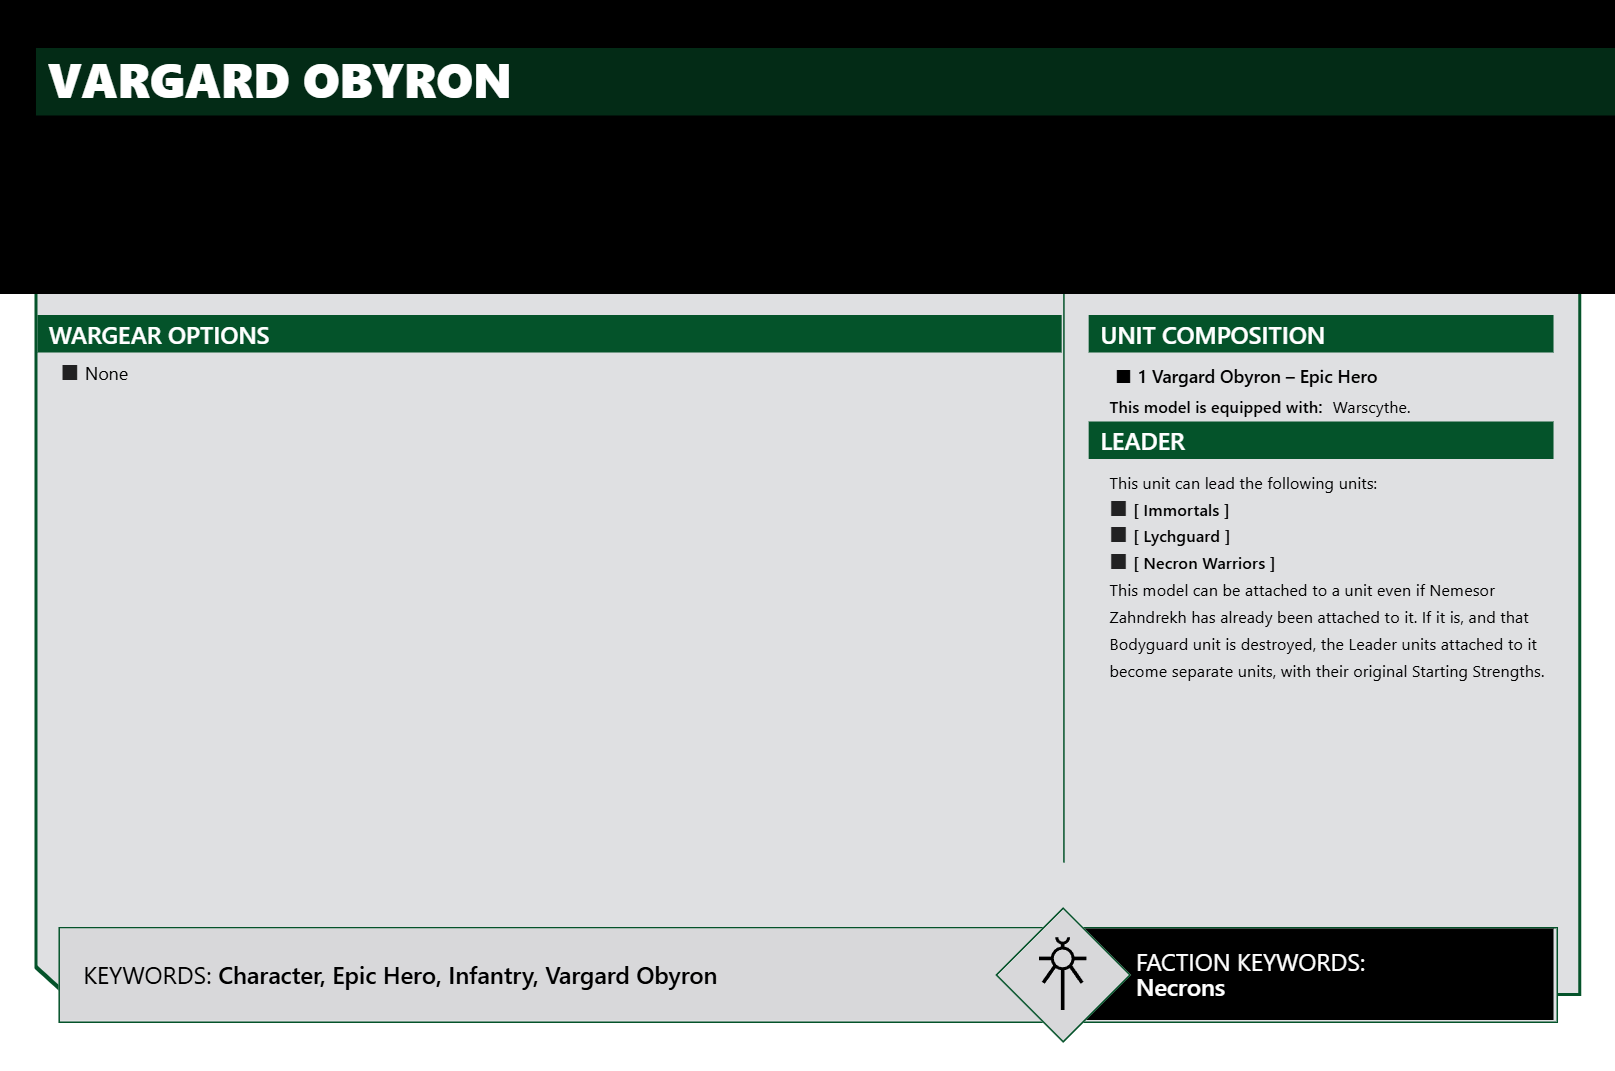 VARGARD OBYRON
WARGEAR OPTIONS
■ None
UNIT COMPOSITION
■ 1 Vargard Obyron – Epic Hero
This model is equipped with: Warscythe.
LEADER
This unit can lead the following units:
■ [ Immortals ]
■ [ Lychguard ]
■ [ Necron Warriors ]
This model can be attached to a unit even if Nemesor
Zahndrekh has already been attached to it. If it is, and that
Bodyguard unit is destroyed, the Leader units attached to it
become separate units, with their original Starting Strengths.
KEYWORDS: Character, Epic Hero, Infantry, Vargard Obyron
FACTION KEYWORDS:
Necrons